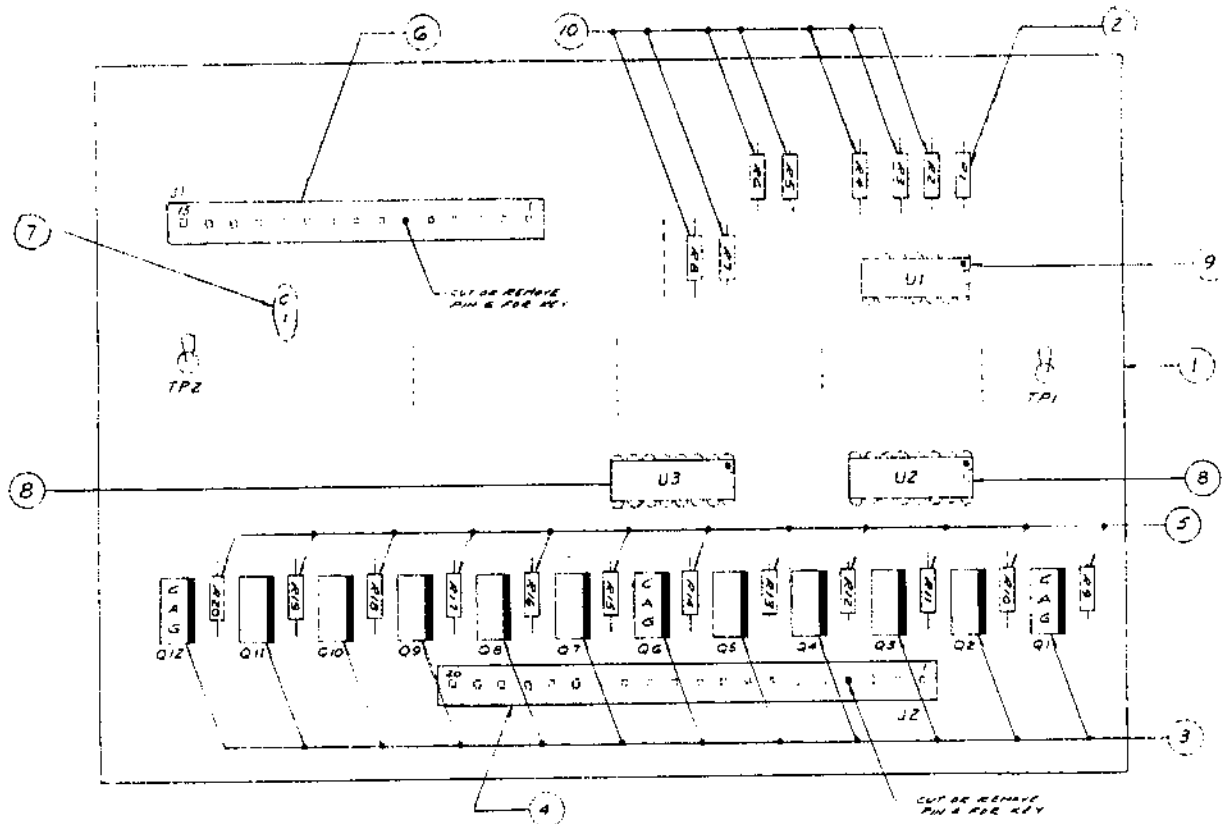 6
10
2
R6
R5
R4
R3
R2
R1
J1
15
1
7
R8
R7
U1
9
CUT OR REMOVE
PIN 6 FOR KEY
C
1
TP2
TP1
1
8
U3
U2
8
5
R20
R19
R18
R17
R16
R15
R14
R13
R12
R11
R10
R9
C
A
G
C
A
G
C
A
G
Q12
Q11
Q10
Q9
Q8
Q7
Q6
Q5
Q4
Q3
Q2
Q1
20
1
J2
3
4
CUT OR REMOVE
PIN 4 FOR KEY